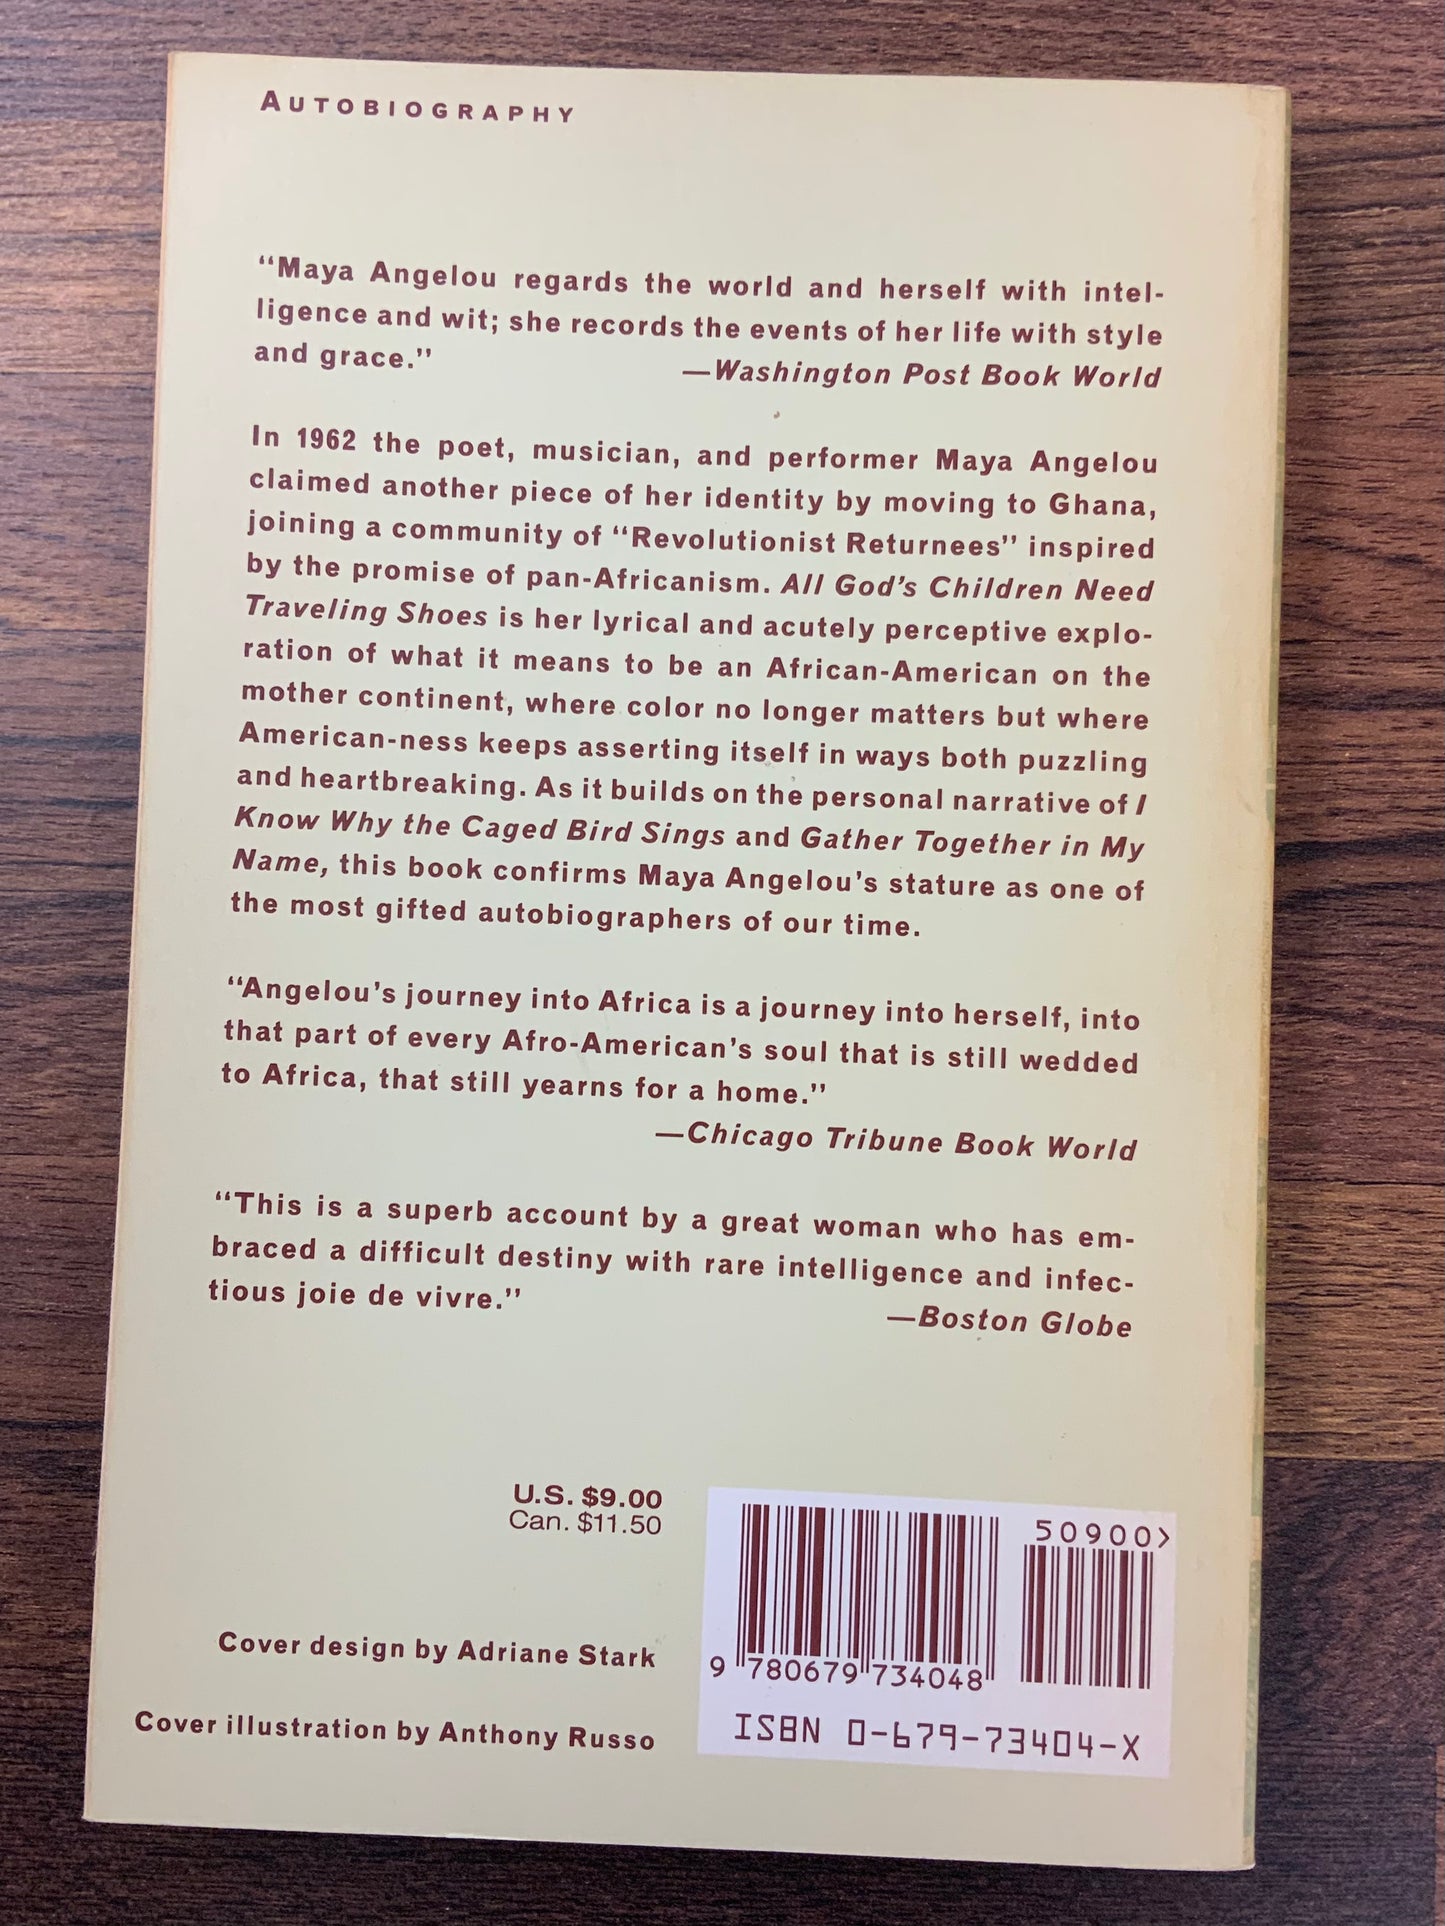 AUTOBIOGRAPHY
“Maya Angelou regards the world and herself with intel-
ligence and wit; she records the events of her life with style
and grace.” —Washington Post Book World
In 1962 the poet, musician, and performer Maya Angelou
claimed another piece of her identity by moving to Ghana,
joining a community of “Revolutionist Returnees” inspired
by the promise of pan-Africanism. All God’s Children Need
Traveling Shoes is her lyrical and acutely perceptive explo-
ration of what it means to be an African-American on the
mother continent, where color no longer matters but where
American-ness keeps asserting itself in ways both puzzling
and heartbreaking. As it builds on the personal narrative of I
Know Why the Caged Bird Sings and Gather Together in My
Name, this book confirms Maya Angelou’s stature as one of
the most gifted autobiographers of our time.
“Angelou’s journey into Africa is a journey into herself, into
that part of every Afro-American’s soul that is still wedded
to Africa, that still yearns for a home.”
—Chicago Tribune Book World
“This is a superb account by a great woman who has em-
braced a difficult destiny with rare intelligence and infec-
tious joie de vivre.” —Boston Globe
U.S. $9.00
Can. $11.50
50900>
Cover design by Adriane Stark
9 780679 734048
Cover illustration by Anthony Russo
ISBN 0-679-73404-X